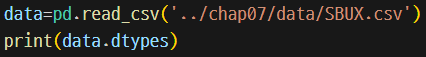 data=pd.read_csv('../chap07/data/SBUX.csv')
print(data.dtypes)